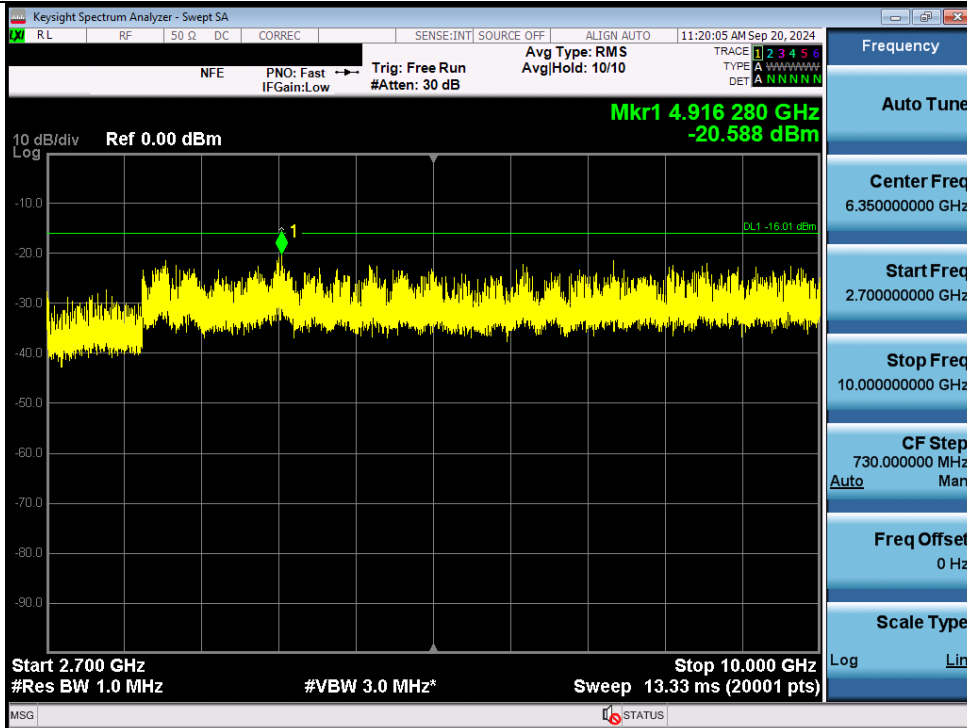 Keysight Spectrum Analyzer - Swept SA
LXI RL RF 50 Ω DC CORREC SENSE:INT SOURCE OFF ALIGN AUTO 11:20:05 AM Sep 20, 2024
NFE PNO: Fast Trig: Free Run Avg Type: RMS TRACE 1 2 3 4 5 6
IFGain:Low #Atten: 30 dB Avg|Hold: 10/10 TYPE A WWWWW
DET A N N N N N
Mkr1 4.916 280 GHz
-20.588 dBm
10 dB/div Ref 0.00 dBm
Log
-10.0
DL1 -16.01 dBm
1
-20.0
-30.0
-40.0
-50.0
-60.0
-70.0
-80.0
-90.0
Start 2.700 GHz Stop 10.000 GHz
#Res BW 1.0 MHz #VBW 3.0 MHz* Sweep 13.33 ms (20001 pts)
MSG STATUS
Frequency
Auto Tune
Center Freq
6.350000000 GHz
Start Freq
2.700000000 GHz
Stop Freq
10.000000000 GHz
CF Step
730.000000 MHz
Auto Man
Freq Offset
0 Hz
Scale Type
Log Lin